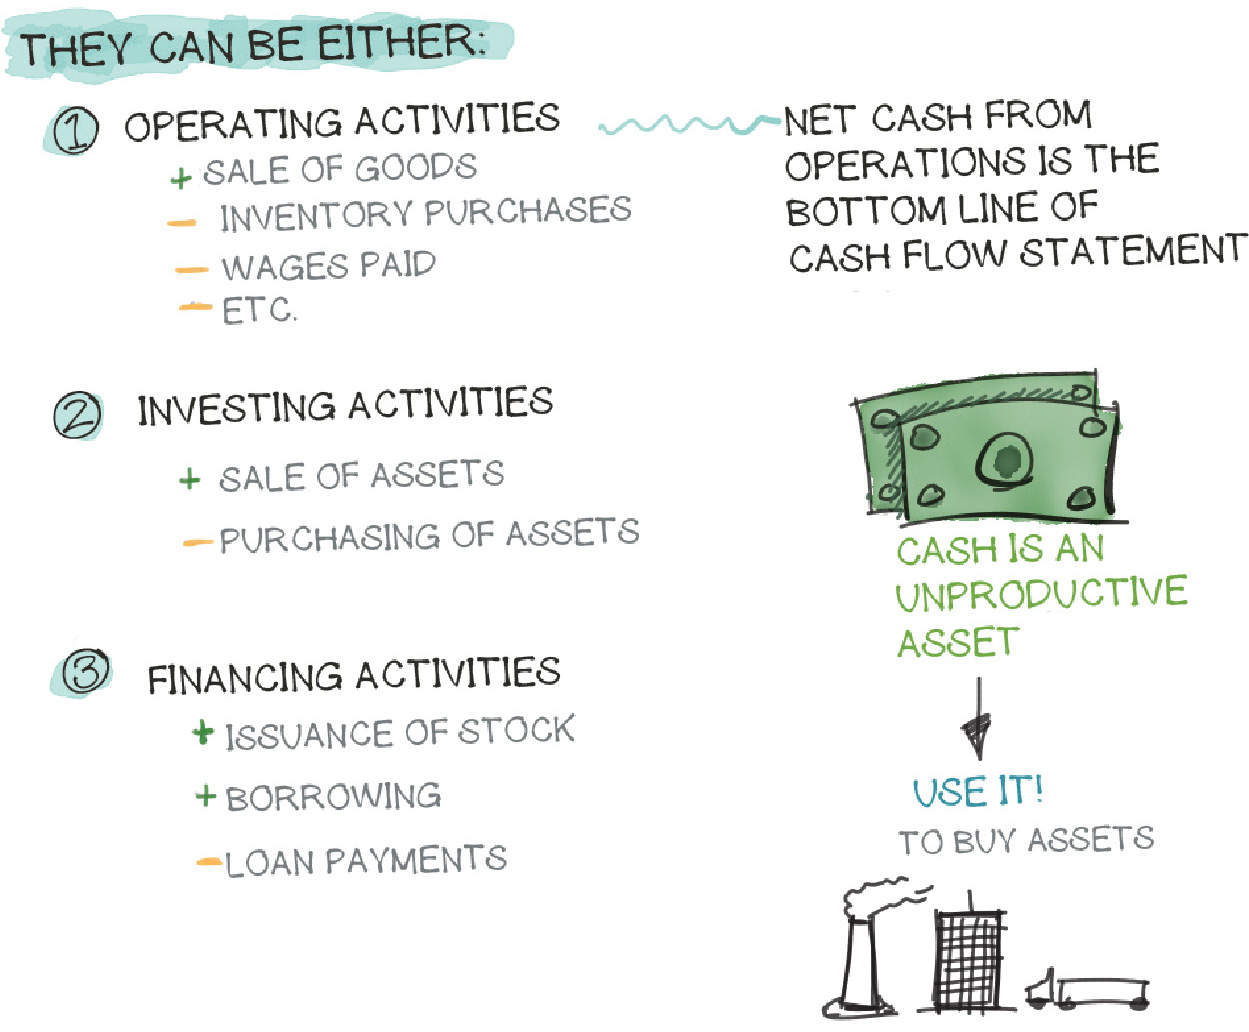 THEY CAN BE EITHER:
1 OPERATING ACTIVITIES
+ SALE OF GOODS
- INVENTORY PURCHASES
- WAGES PAID
- ETC.
NET CASH FROM
OPERATIONS IS THE
BOTTOM LINE OF
CASH FLOW STATEMENT
2 INVESTING ACTIVITIES
+ SALE OF ASSETS
- PURCHASING OF ASSETS
3 FINANCING ACTIVITIES
+ ISSUANCE OF STOCK
+ BORROWING
- LOAN PAYMENTS
CASH IS AN
UNPRODUCTIVE
ASSET
USE IT!
TO BUY ASSETS